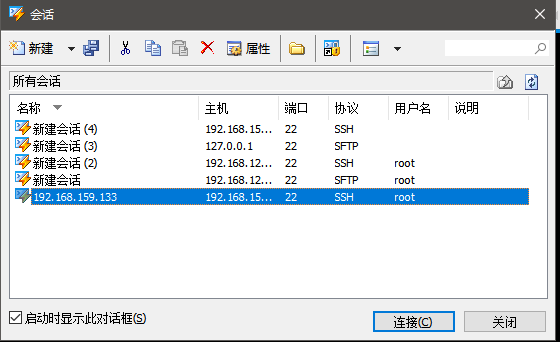 会话
新建 属性
所有会话
名称 主机 端口 协议 用户名 说明
新建会话 (4) 192.168.15... 22 SSH
新建会话 (3) 127.0.0.1 22 SFTP
新建会话 (2) 192.168.12... 22 SSH root
新建会话 192.168.12... 22 SFTP root
192.168.159.133 192.168.15... 22 SSH root
启动时显示此对话框(S) 连接(C) 关闭